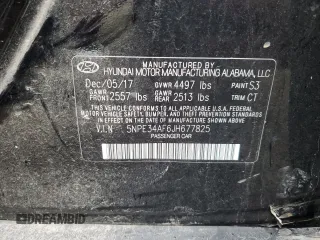 MANUFACTURED BY
HYUNDAI MOTOR MANUFACTURING ALABAMA, LLC
Dec/05/17 GVWR 4497 lbs PAINT S3
GAWR FRONT 2557 lbs GAWR REAR 2513 lbs TRIM CT
THIS VEHICLE CONFORMS TO ALL APPLICABLE U.S.A. FEDERAL
MOTOR VEHICLE SAFETY, BUMPER, AND THEFT PREVENTION
STANDARDS IN EFFECT ON THE DATE OF MANUFACTURE SHOWN ABOVE.
V.I.N : 5NPE34AF6JH677825
PASSENGER CAR
DREAMBID